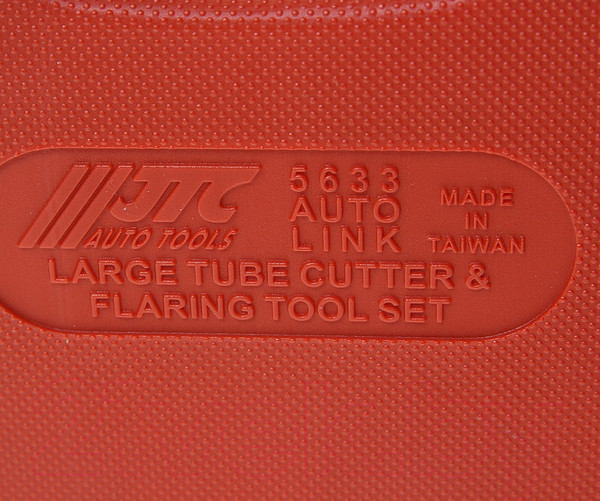 JTC
AUTO TOOLS
5633
AUTO
LINK
MADE
IN
TAIWAN
LARGE TUBE CUTTER &
FLARING TOOL SET